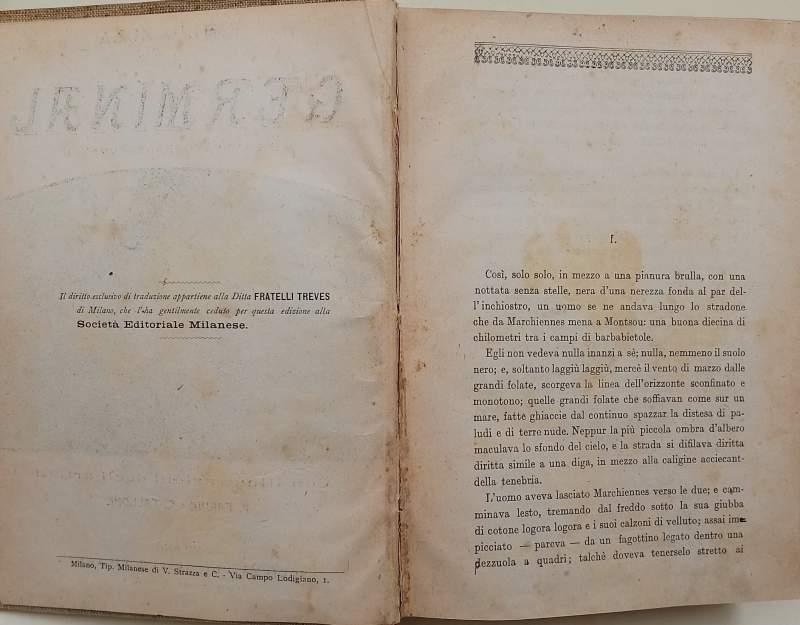 GERMINAL
Il diritto esclusivo di traduzione appartiene alla Ditta FRATELLI TREVES
di Milano, che l'ha gentilmente ceduto per questa edizione alla
Società Editoriale Milanese.
Milano, Tip. Milanese di V. Strazza e C. - Via Campo Lodigiano, 1.
I.
Così, solo solo, in mezzo a una pianura brulla, con una
nottata senza stelle, nera d'una nerezza fonda al par del-
l'inchiostro, un uomo se ne andava lungo lo stradone
che da Marchiennes mena a Montsou: una buona diecina di
chilometri tra i campi di barbabietole.
Egli non vedeva nulla inanzi a sè; nulla, nemmeno il suolo
nero; e, soltanto laggiù laggiù, mercè il vento di marzo dalle
grandi folate, scorgeva la linea dell'orizzonte sconfinato e
monotono; quelle grandi folate che soffiavan come sur un
mare, fatte ghiaccie dal continuo spazzar la distesa di pa-
ludi e di terre nude. Neppur la più piccola ombra d'albero
maculava lo sfondo del cielo, e la strada si difilava diritta
diritta simile a una diga, in mezzo alla caligine acciecant-
della tenebria.
L'uomo aveva lasciato Marchiennes verso le due; e cam-
minava lesto, tremando dal freddo sotto la sua giubba
di cotone logora logora e i suoi calzoni di velluto; assai im-
picciato — pareva — da un fagottino legato dentro una
pezzuola a quadri; talchè doveva tenerselo stretto ai